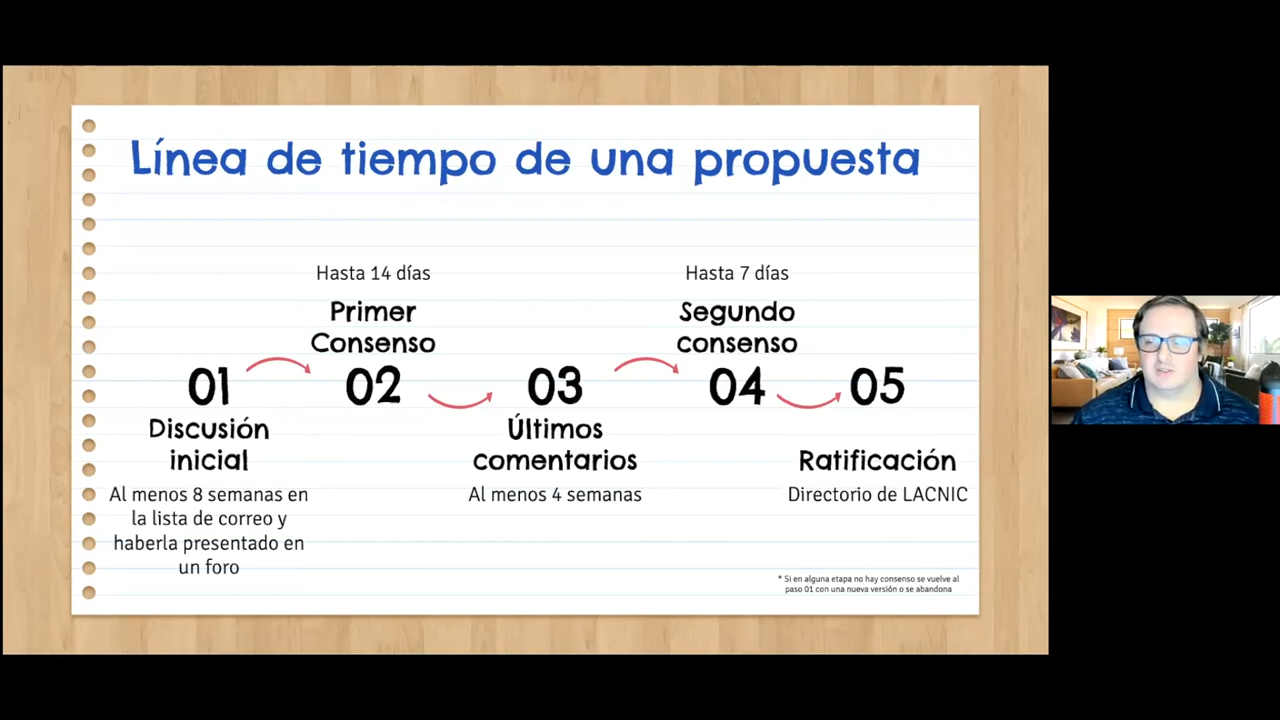 Línea de tiempo de una propuesta
Hasta 14 días
Primer
Consenso
Hasta 7 días
Segundo
consenso
01
02
03
04
05
Discusión
inicial
Al menos 8 semanas en
la lista de correo y
haberla presentado en
un foro
Últimos
comentarios
Al menos 4 semanas
Ratificación
Directorio de LACNIC
* Si en alguna etapa no hay consenso se vuelve al
paso 01 con una nueva versión o se abandona